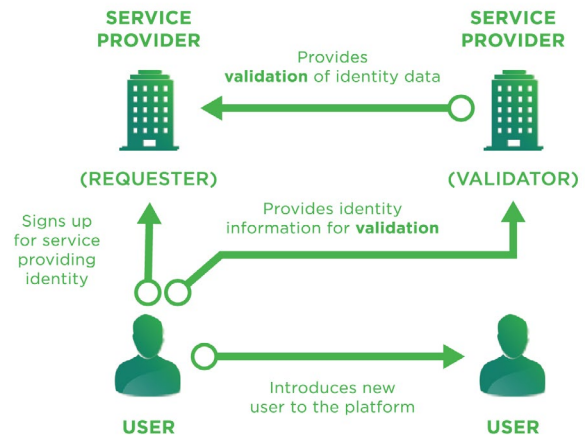 SERVICE
PROVIDER
SERVICE
PROVIDER
Provides
validation of identity data
(REQUESTER)
(VALIDATOR)
Signs up
for service
providing
identity
Provides identity
information for validation
Introduces new
user to the platform
USER
USER